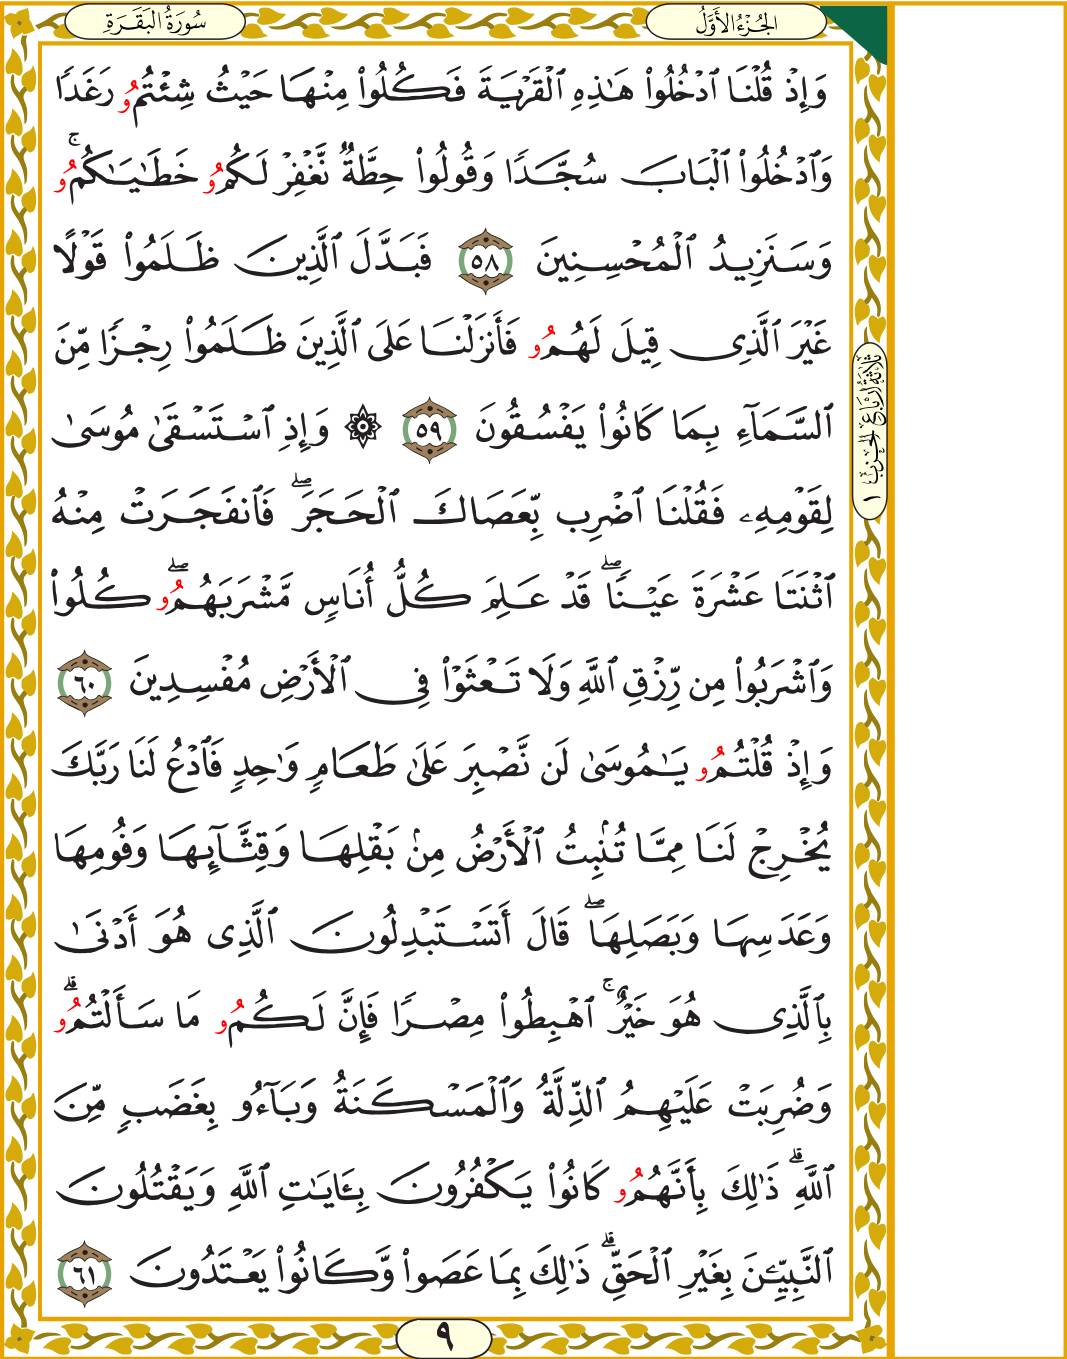 سُورَةُ البَقَرَةِ
الجُزْءُ الأَوَّلُ
وَإِذۡ قُلۡنَا ٱدۡخُلُواْ هَٰذِهِ ٱلۡقَرۡيَةَ فَكُلُواْ مِنۡهَا حَيۡثُ شِئۡتُمُۥ رَغَدٗا
وَٱدۡخُلُواْ ٱلۡبَابَ سُجَّدٗا وَقُولُواْ حِطَّةٞ نَّغۡفِرۡ لَكُمُۥ خَطَٰيَٰكُمُۥۚ
وَسَنَزِيدُ ٱلۡمُحۡسِنِينَ ٥٨ فَبَدَّلَ ٱلَّذِينَ ظَلَمُواْ قَوۡلًا
غَيۡرَ ٱلَّذِي قِيلَ لَهُمُۥ فَأَنزَلۡنَا عَلَى ٱلَّذِينَ ظَلَمُواْ رِجۡزٗا مِّنَ
ٱلسَّمَآءِ بِمَا كَانُواْ يَفۡسُقُونَ ٥٩ ۞ وَإِذِ ٱسۡتَسۡقَىٰ مُوسَىٰ
لِقَوۡمِهِۦ فَقُلۡنَا ٱضۡرِب بِّعَصَاكَ ٱلۡحَجَرَۖ فَٱنفَجَرَتۡ مِنۡهُ
ٱثۡنَتَا عَشۡرَةَ عَيۡنٗاۖ قَدۡ عَلِمَ كُلُّ أُنَاسٖ مَّشۡرَبَهُمُۥۖ كُلُواْ
وَٱشۡرَبُواْ مِن رِّزۡقِ ٱللَّهِ وَلَا تَعۡثَوۡاْ فِي ٱلۡأَرۡضِ مُفۡسِدِينَ ٦٠
وَإِذۡ قُلۡتُمُۥ يَٰمُوسَىٰ لَن نَّصۡبِرَ عَلَىٰ طَعَامٖ وَٰحِدٖ فَٱدۡعُ لَنَا رَبَّكَ
يُخۡرِجۡ لَنَا مِمَّا تُنۢبِتُ ٱلۡأَرۡضُ مِنۢ بَقۡلِهَا وَقِثَّآئِهَا وَفُومِهَا
وَعَدَسِهَا وَبَصَلِهَاۖ قَالَ أَتَسۡتَبۡدِلُونَ ٱلَّذِي هُوَ أَدۡنَىٰ
بِٱلَّذِي هُوَ خَيۡرٌۚ ٱهۡبِطُواْ مِصۡرٗا فَإِنَّ لَكُمُۥ مَا سَأَلۡتُمُۥۗ
وَضُرِبَتۡ عَلَيۡهِمُ ٱلذِّلَّةُ وَٱلۡمَسۡكَنَةُ وَبَآءُو بِغَضَبٖ مِّنَ
ٱللَّهِۗ ذَٰلِكَ بِأَنَّهُمُۥ كَانُواْ يَكۡفُرُونَ بِـَٔايَٰتِ ٱللَّهِ وَيَقۡتُلُونَ
ٱلنَّبِيِّـۧنَ بِغَيۡرِ ٱلۡحَقِّۗ ذَٰلِكَ بِمَا عَصَواْ وَّكَانُواْ يَعۡتَدُونَ ٦١
ثَلَاثَةُ أَرْبَاعِ الحِزْبِ ١
٩